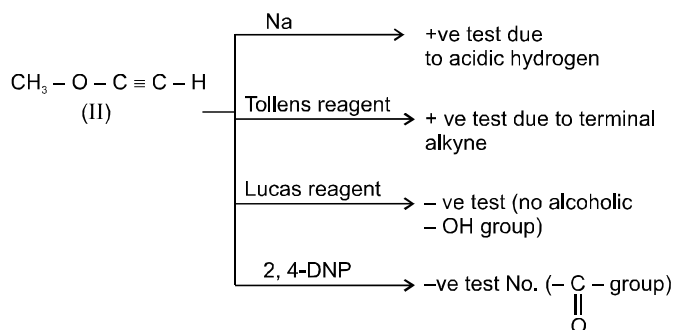 Na
+ve test due
to acidic hydrogen
CH₃ – O – C ≡ C – H
(II)
Tollens reagent
+ ve test due to terminal
alkyne
Lucas reagent
– ve test (no alcoholic
– OH group)
2, 4-DNP
–ve test No. (– C – group)
O